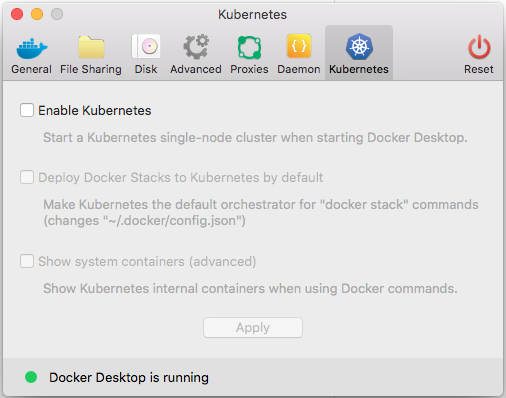 Kubernetes
General File Sharing Disk Advanced Proxies Daemon Kubernetes Reset
Enable Kubernetes
Start a Kubernetes single-node cluster when starting Docker Desktop.
Deploy Docker Stacks to Kubernetes by default
Make Kubernetes the default orchestrator for "docker stack" commands
(changes "~/.docker/config.json")
Show system containers (advanced)
Show Kubernetes internal containers when using Docker commands.
Apply
Docker Desktop is running